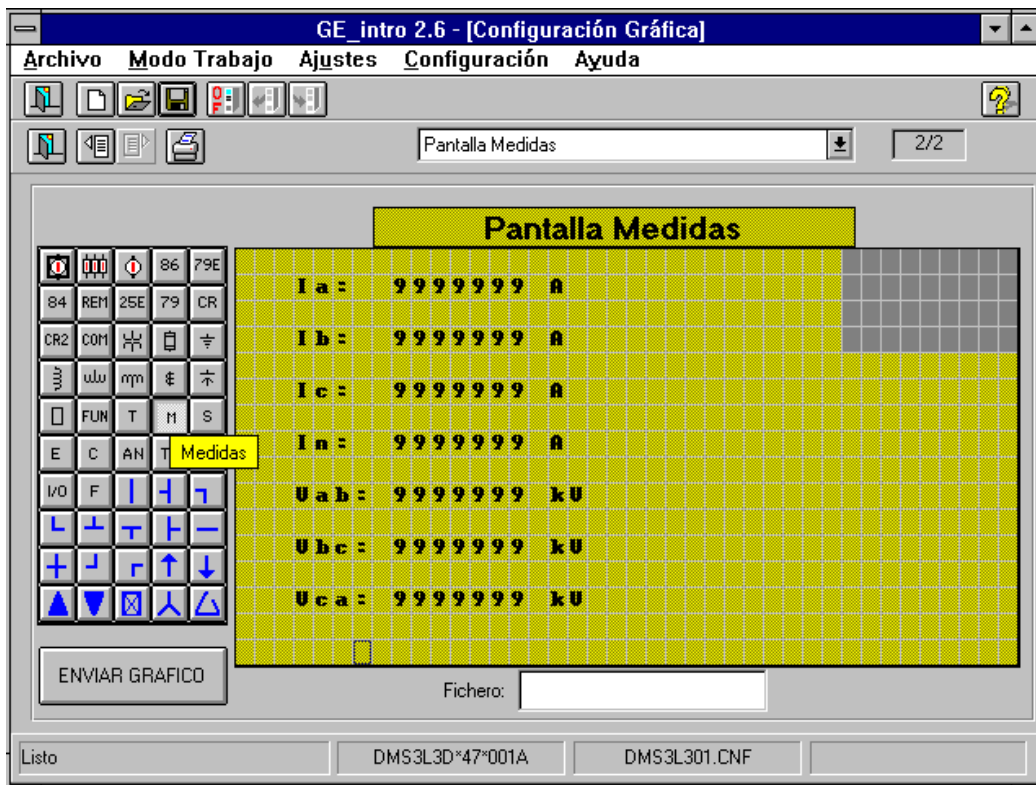 GE_intro 2.6 - [Configuración Gráfica]
Archivo Modo Trabajo Ajustes Configuración Ayuda
Pantalla Medidas 2/2
Pantalla Medidas
86 79E
84 REM 25E 79 CR
CR2 COM
FUN T M S
E C AN T
Medidas
I/O F
Ia: 9999999 A
Ib: 9999999 A
Ic: 9999999 A
In: 9999999 A
Uab: 9999999 kU
Ubc: 9999999 kU
Uca: 9999999 kU
ENVIAR GRAFICO
Fichero:
Listo DMS3L3D*47*001A DMS3L301.CNF